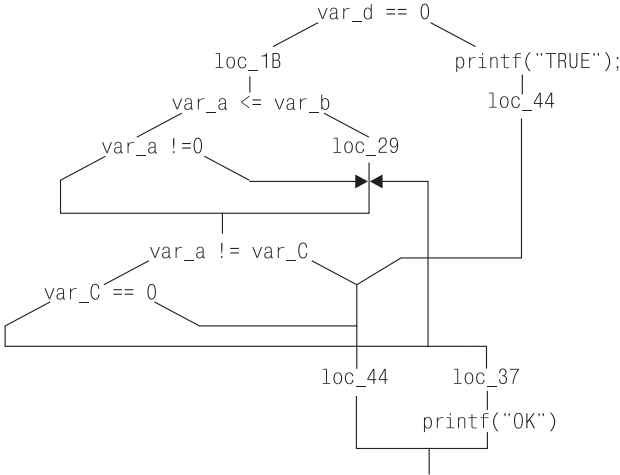 var_d == 0
loc_1B
printf("TRUE");
var_a <= var_b
loc_44
var_a !=0
loc_29
var_a != var_C
var_C == 0
loc_44
loc_37
printf("OK")